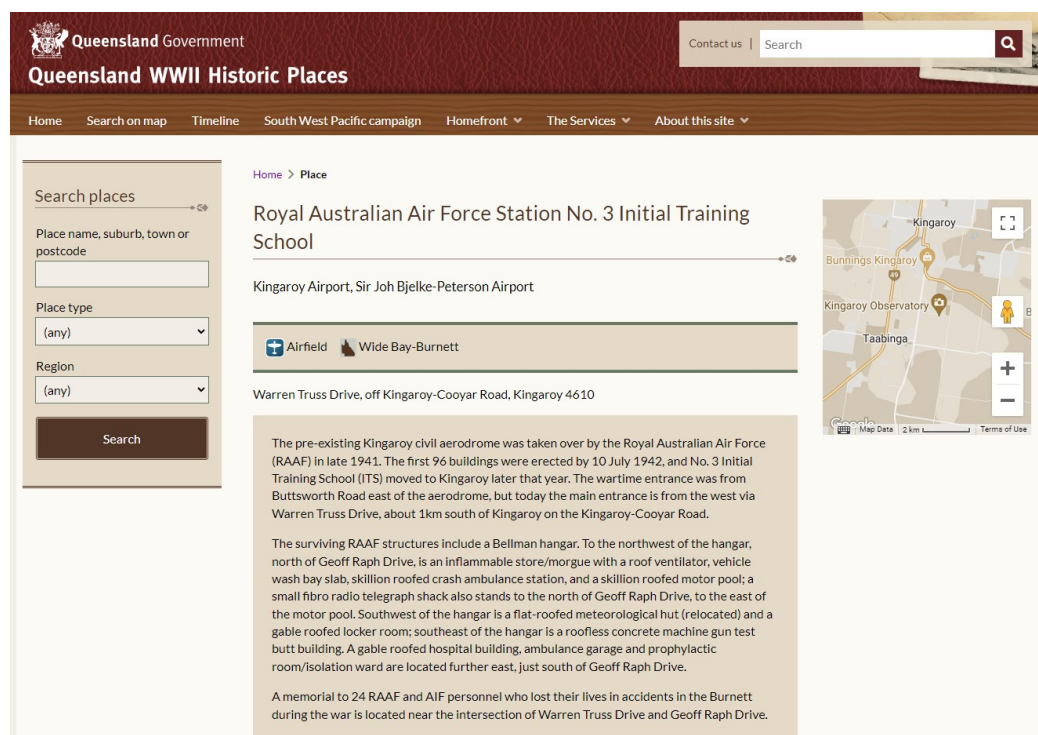 Queensland Government
Queensland WWII Historic Places
Contact us | Search
Home Search on map Timeline South West Pacific campaign Homefront The Services About this site
Search places
Place name, suburb, town or
postcode
Place type
(any)
Region
(any)
Search
Home > Place
Royal Australian Air Force Station No. 3 Initial Training
School
Kingaroy Airport, Sir Joh Bjelke-Peterson Airport
Airfield Wide Bay-Burnett
Warren Truss Drive, off Kingaroy-Cooyar Road, Kingaroy 4610
The pre-existing Kingaroy civil aerodrome was taken over by the Royal Australian Air Force
(RAAF) in late 1941. The first 96 buildings were erected by 10 July 1942, and No. 3 Initial
Training School (ITS) moved to Kingaroy later that year. The wartime entrance was from
Buttsworth Road east of the aerodrome, but today the main entrance is from the west via
Warren Truss Drive, about 1km south of Kingaroy on the Kingaroy-Cooyar Road.
The surviving RAAF structures include a Bellman hangar. To the northwest of the hangar,
north of Geoff Raph Drive, is an inflammable store/morgue with a roof ventilator, vehicle
wash bay slab, skillion roofed crash ambulance station, and a skillion roofed motor pool; a
small fibro radio telegraph shack also stands to the north of Geoff Raph Drive, to the east of
the motor pool. Southwest of the hangar is a flat-roofed meteorological hut (relocated) and a
gable roofed locker room; southeast of the hangar is a roofless concrete machine gun test
butt building. A gable roofed hospital building, ambulance garage and prophylactic
room/isolation ward are located further east, just south of Geoff Raph Drive.
A memorial to 24 RAAF and AIF personnel who lost their lives in accidents in the Burnett
during the war is located near the intersection of Warren Truss Drive and Geoff Raph Drive.
Kingaroy
Bunnings Kingaroy
49
Kingaroy Observatory
B
Taabinga
Google
Map Data 2 km Terms of Use